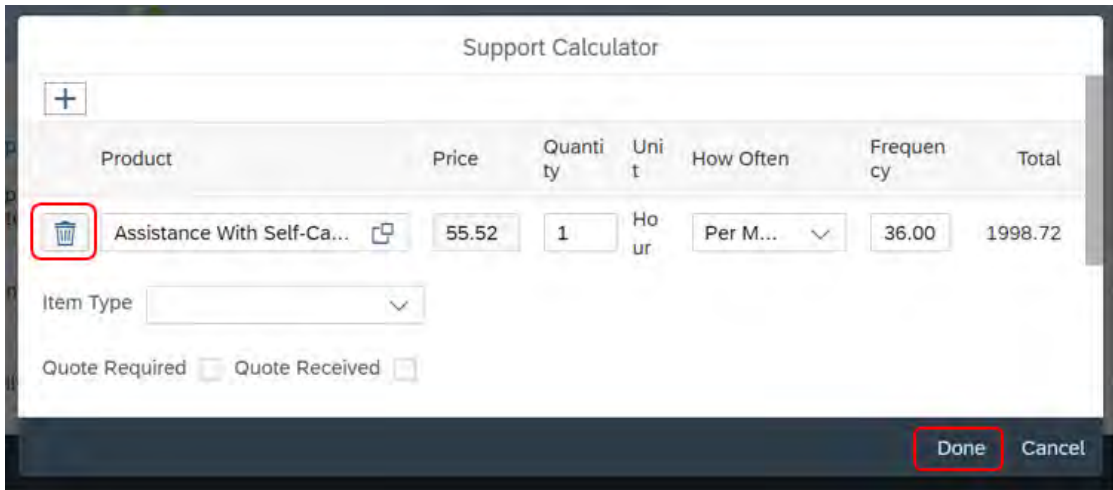 Support Calculator
+
Product Price Quanti ty Uni t How Often Frequen cy Total
Assistance With Self-Ca... 55.52 1 Ho ur Per M... 36.00 1998.72
Item Type
Quote Required Quote Received
Done Cancel